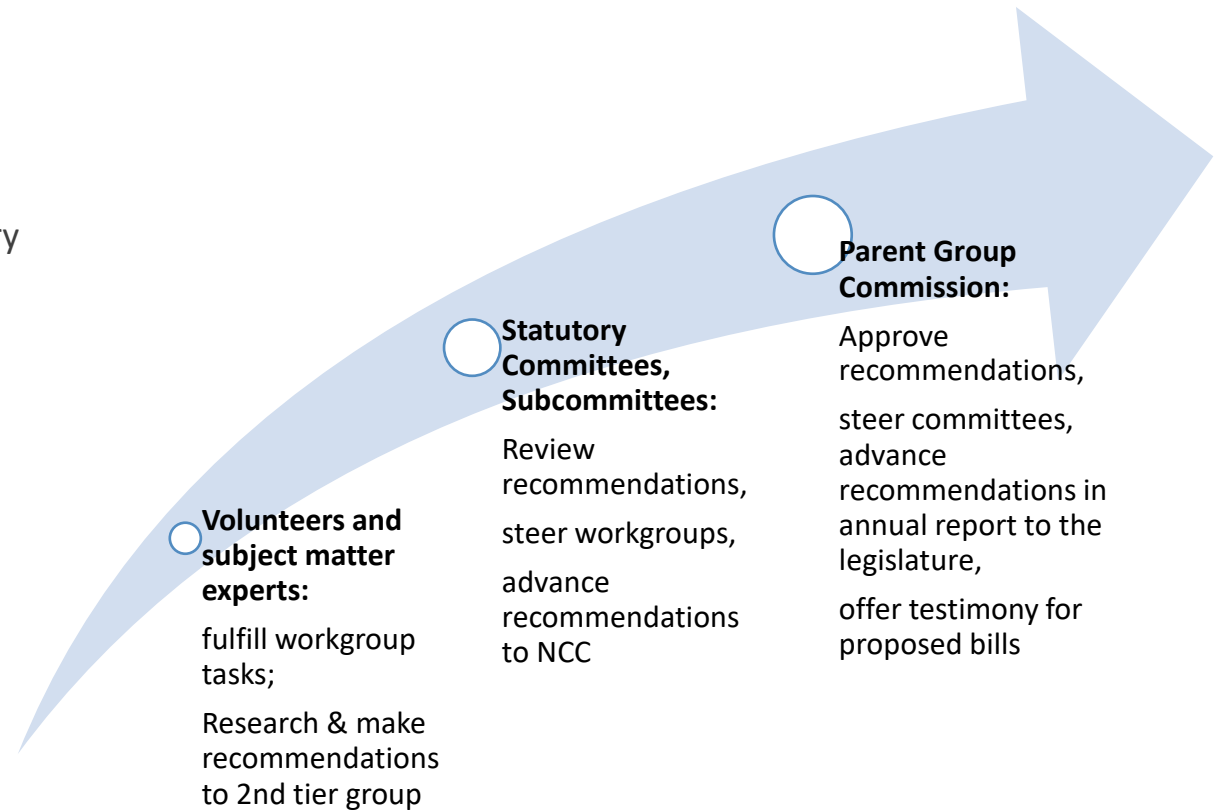 Volunteers and
subject matter
experts:
fulfill workgroup
tasks;
Research & make
recommendations
to 2nd tier group
Statutory
Committees,
Subcommittees:
Review
recommendations,
steer workgroups,
advance
recommendations
to NCC
Parent Group
Commission:
Approve
recommendations,
steer committees,
advance
recommendations in
annual report to the
legislature,
offer testimony for
proposed bills